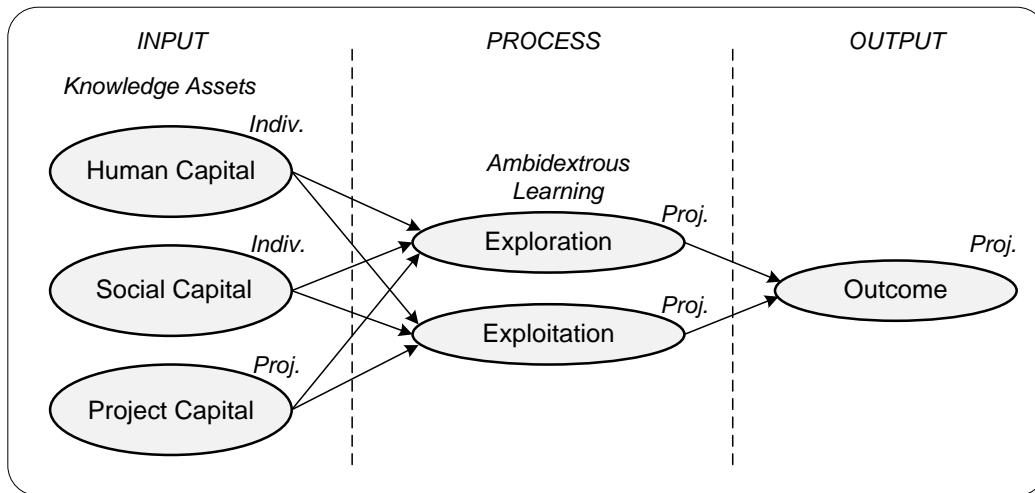 INPUT
PROCESS
OUTPUT
Knowledge Assets
Indiv.
Human Capital
Indiv.
Social Capital
Proj.
Project Capital
Ambidextrous
Learning
Proj.
Exploration
Proj.
Exploitation
Proj.
Outcome